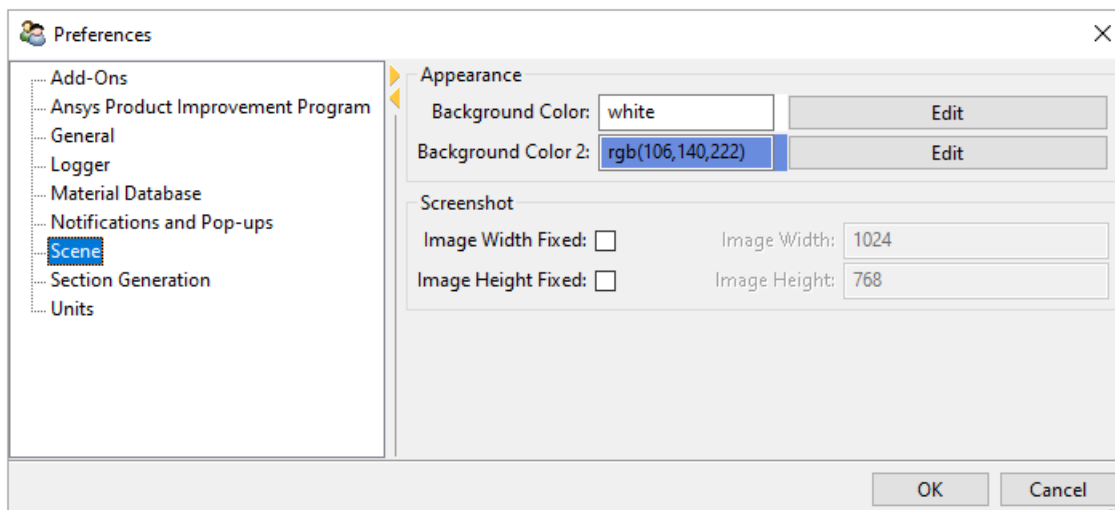 Preferences
Add-Ons
Ansys Product Improvement Program
General
Logger
Material Database
Notifications and Pop-ups
Scene
Section Generation
Units
Appearance
Background Color: white Edit
Background Color 2: rgb(106,140,222) Edit
Screenshot
Image Width Fixed: Image Width: 1024
Image Height Fixed: Image Height: 768
OK Cancel